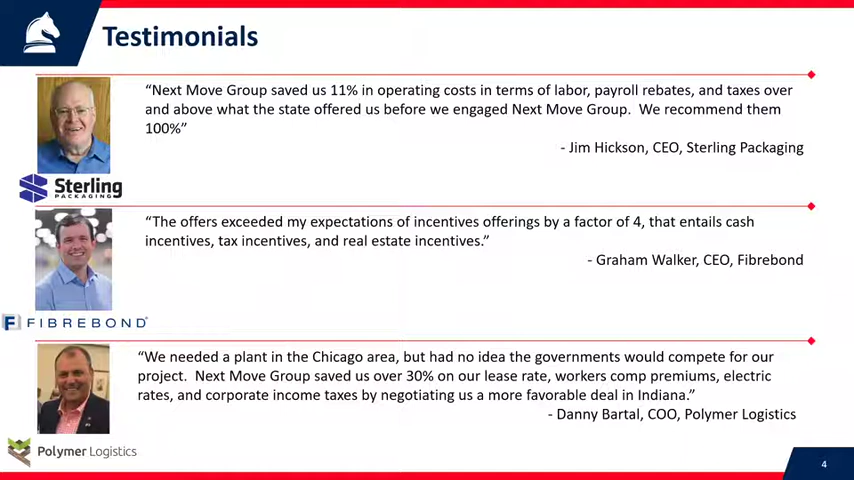 Testimonials
“Next Move Group saved us 11% in operating costs in terms of labor, payroll rebates, and taxes over
and above what the state offered us before we engaged Next Move Group.  We recommend them
100%”
- Jim Hickson, CEO, Sterling Packaging
Sterling
PACKAGING
“The offers exceeded my expectations of incentives offerings by a factor of 4, that entails cash
incentives, tax incentives, and real estate incentives.”
- Graham Walker, CEO, Fibrebond
FIBREBOND
“We needed a plant in the Chicago area, but had no idea the governments would compete for our
project.  Next Move Group saved us over 30% on our lease rate, workers comp premiums, electric
rates, and corporate income taxes by negotiating us a more favorable deal in Indiana.”
- Danny Bartal, COO, Polymer Logistics
Polymer Logistics
4